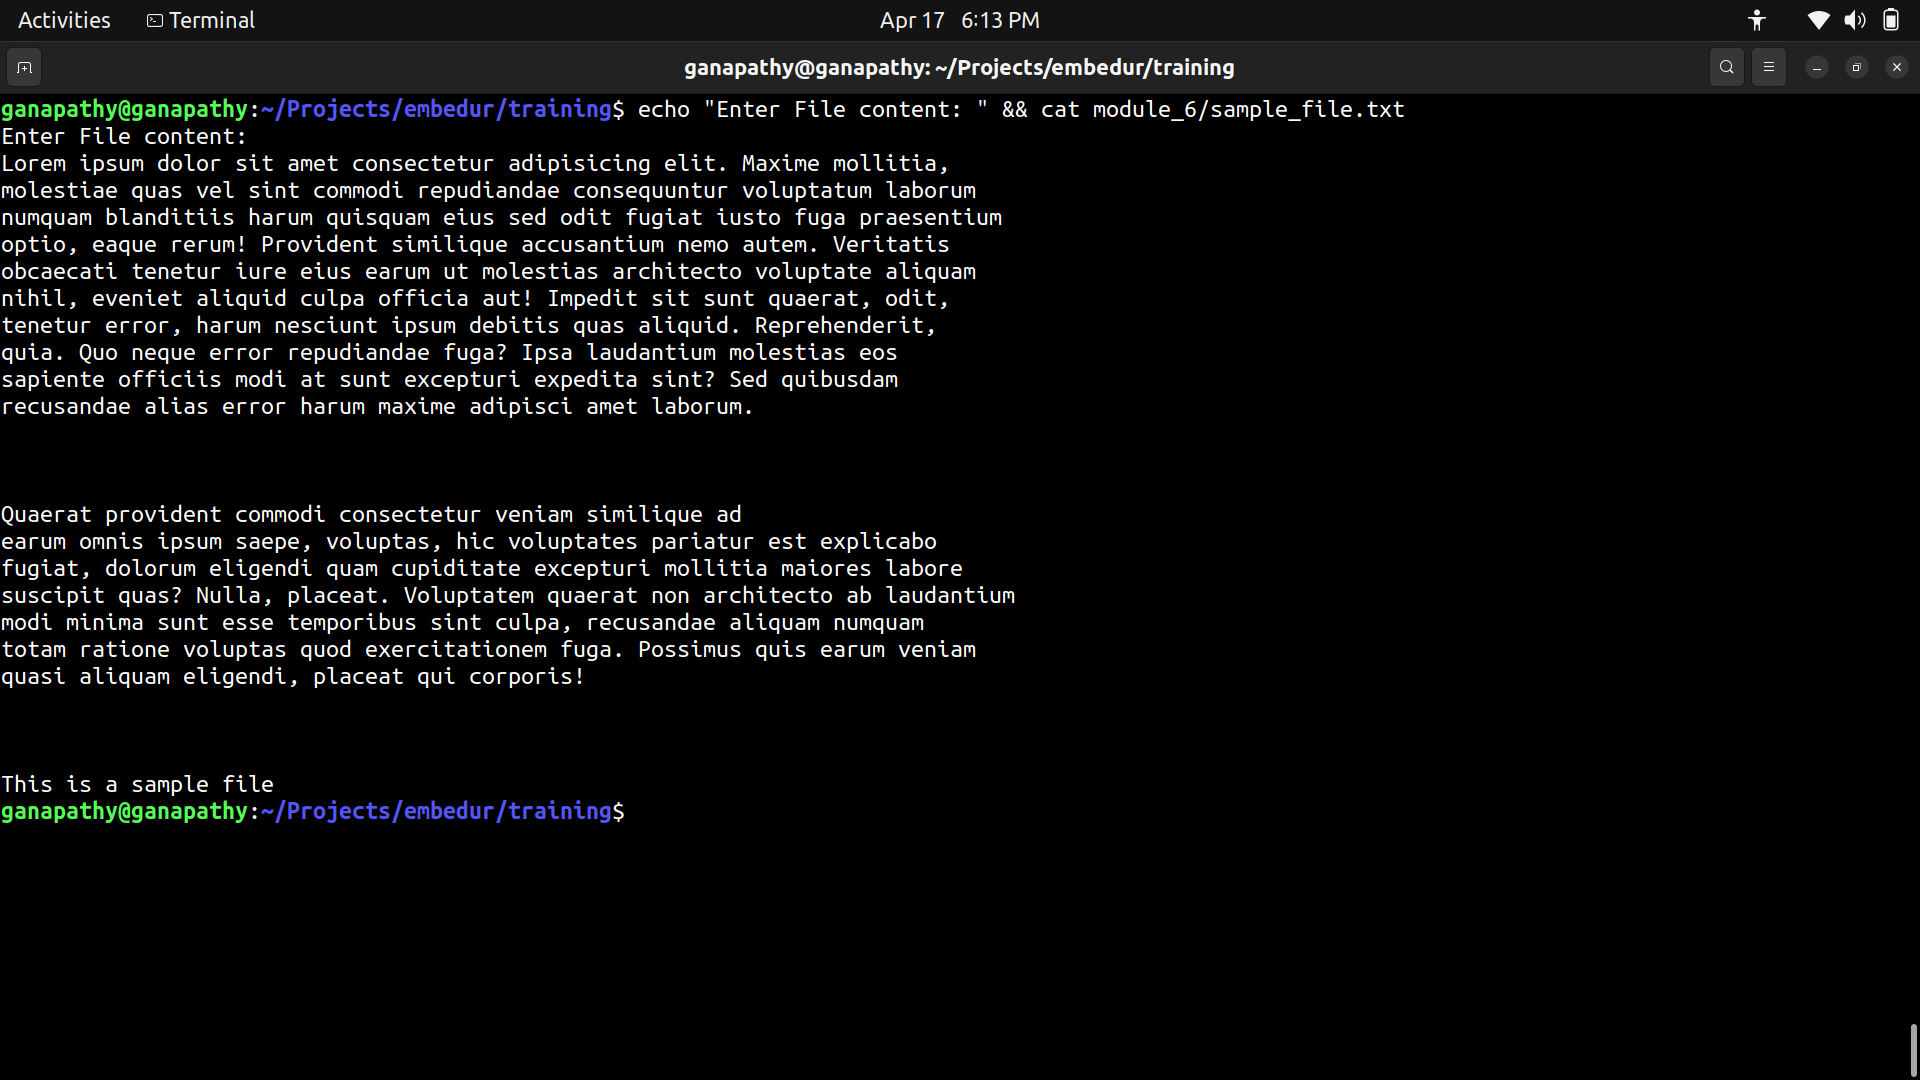 Activities Terminal Apr 17 6:13 PM
ganapathy@ganapathy: ~/Projects/embedur/training
ganapathy@ganapathy:~/Projects/embedur/training$ echo "Enter File content: " && cat module_6/sample_file.txt
Enter File content:
Lorem ipsum dolor sit amet consectetur adipisicing elit. Maxime mollitia,
molestiae quas vel sint commodi repudiandae consequuntur voluptatum laborum
numquam blanditiis harum quisquam eius sed odit fugiat iusto fuga praesentium
optio, eaque rerum! Provident similique accusantium nemo autem. Veritatis
obcaecati tenetur iure eius earum ut molestias architecto voluptate aliquam
nihil, eveniet aliquid culpa officia aut! Impedit sit sunt quaerat, odit,
tenetur error, harum nesciunt ipsum debitis quas aliquid. Reprehenderit,
quia. Quo neque error repudiandae fuga? Ipsa laudantium molestias eos
sapiente officiis modi at sunt excepturi expedita sint? Sed quibusdam
recusandae alias error harum maxime adipisci amet laborum.
Quaerat provident commodi consectetur veniam similique ad
earum omnis ipsum saepe, voluptas, hic voluptates pariatur est explicabo
fugiat, dolorum eligendi quam cupiditate excepturi mollitia maiores labore
suscipit quas? Nulla, placeat. Voluptatem quaerat non architecto ab laudantium
modi minima sunt esse temporibus sint culpa, recusandae aliquam numquam
totam ratione voluptas quod exercitationem fuga. Possimus quis earum veniam
quasi aliquam eligendi, placeat qui corporis!
This is a sample file
ganapathy@ganapathy:~/Projects/embedur/training$